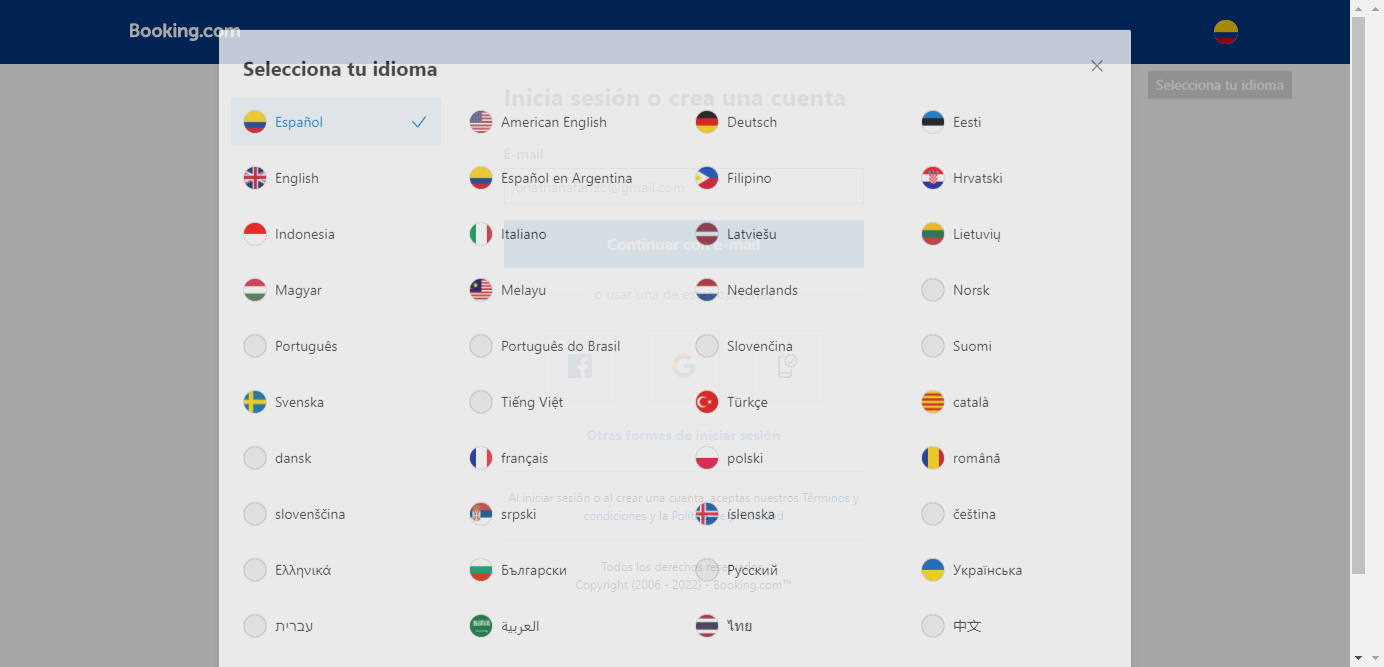 Booking.com
Selecciona tu idioma
Selecciona tu idioma
Inicia sesión o crea una cuenta
Español
American English
Deutsch
Eesti
E-mail
English
Español en Argentina
Filipino
Hrvatski
Indonesia
Italiano
Latviešu
Lietuvių
Continuar con e-mail
Magyar
Melayu
Nederlands
Norsk
o usar una de estas opciones
Português
Português do Brasil
Slovenčina
Suomi
Svenska
Tiếng Việt
Türkçe
català
Otras formas de iniciar sesión
dansk
français
polski
română
Al iniciar sesión o al crear una cuenta, aceptas nuestros Términos y
condiciones y la Política de privacidad
slovenščina
srpski
íslenska
čeština
Todos los derechos reservados.
Ελληνικά
Български
Русский
Українська
Copyright (2006 - 2022) - Booking.com™
עברית
العربية
ไทย
中文